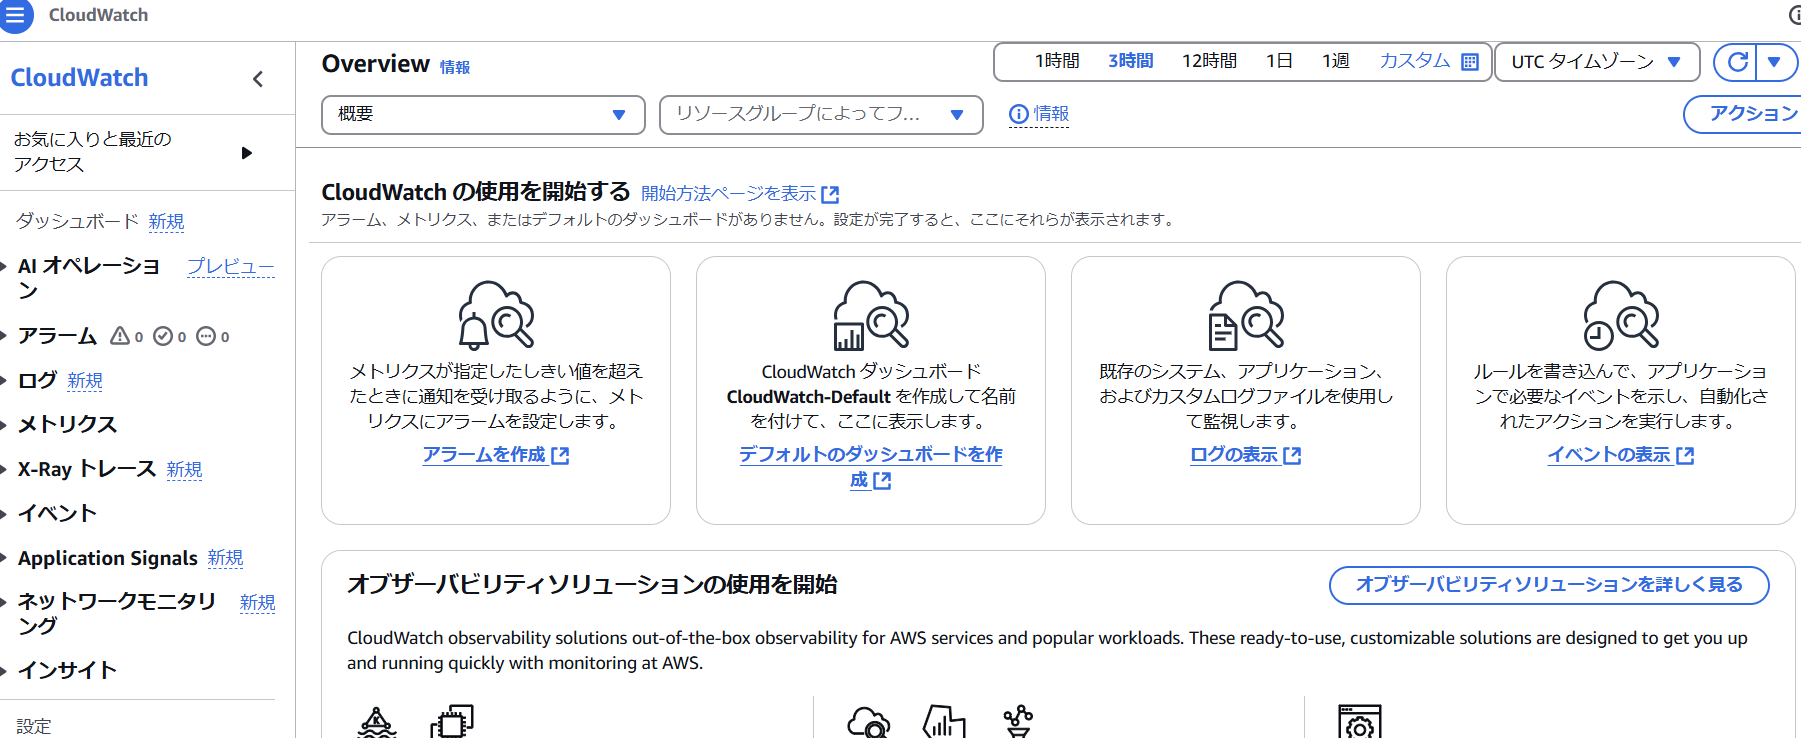 CloudWatch
CloudWatch
お気に入りと最近の
アクセス
ダッシュボード 新規
AI オペレーショ プレビュー
ン
アラーム 0 0 0
ログ 新規
メトリクス
X-Ray トレース 新規
イベント
Application Signals 新規
ネットワークモニタリ 新規
ング
インサイト
設定
Overview 情報
1時間 3時間 12時間 1日 1週 カスタム UTC タイムゾーン
概要 リソースグループによってフ... 情報 アクション
CloudWatch の使用を開始する 開始方法ページを表示
アラーム、メトリクス、またはデフォルトのダッシュボードがありません。設定が完了すると、ここにそれらが表示されます。
メトリクスが指定したしきい値を超え
たときに通知を受け取るように、メト
リクスにアラームを設定します。
アラームを作成
CloudWatch ダッシュボード
CloudWatch-Default を作成して名前
を付けて、ここに表示します。
デフォルトのダッシュボードを作
成
既存のシステム、アプリケーション、
およびカスタムログファイルを使用し
て監視します。
ログの表示
ルールを書き込んで、アプリケーショ
ンで必要なイベントを示し、自動化さ
れたアクションを実行します。
イベントの表示
オブザーバビリティソリューションの使用を開始 オブザーバビリティソリューションを詳しく見る
CloudWatch observability solutions out-of-the-box observability for AWS services and popular workloads. These ready-to-use, customizable solutions are designed to get you up
and running quickly with monitoring at AWS.